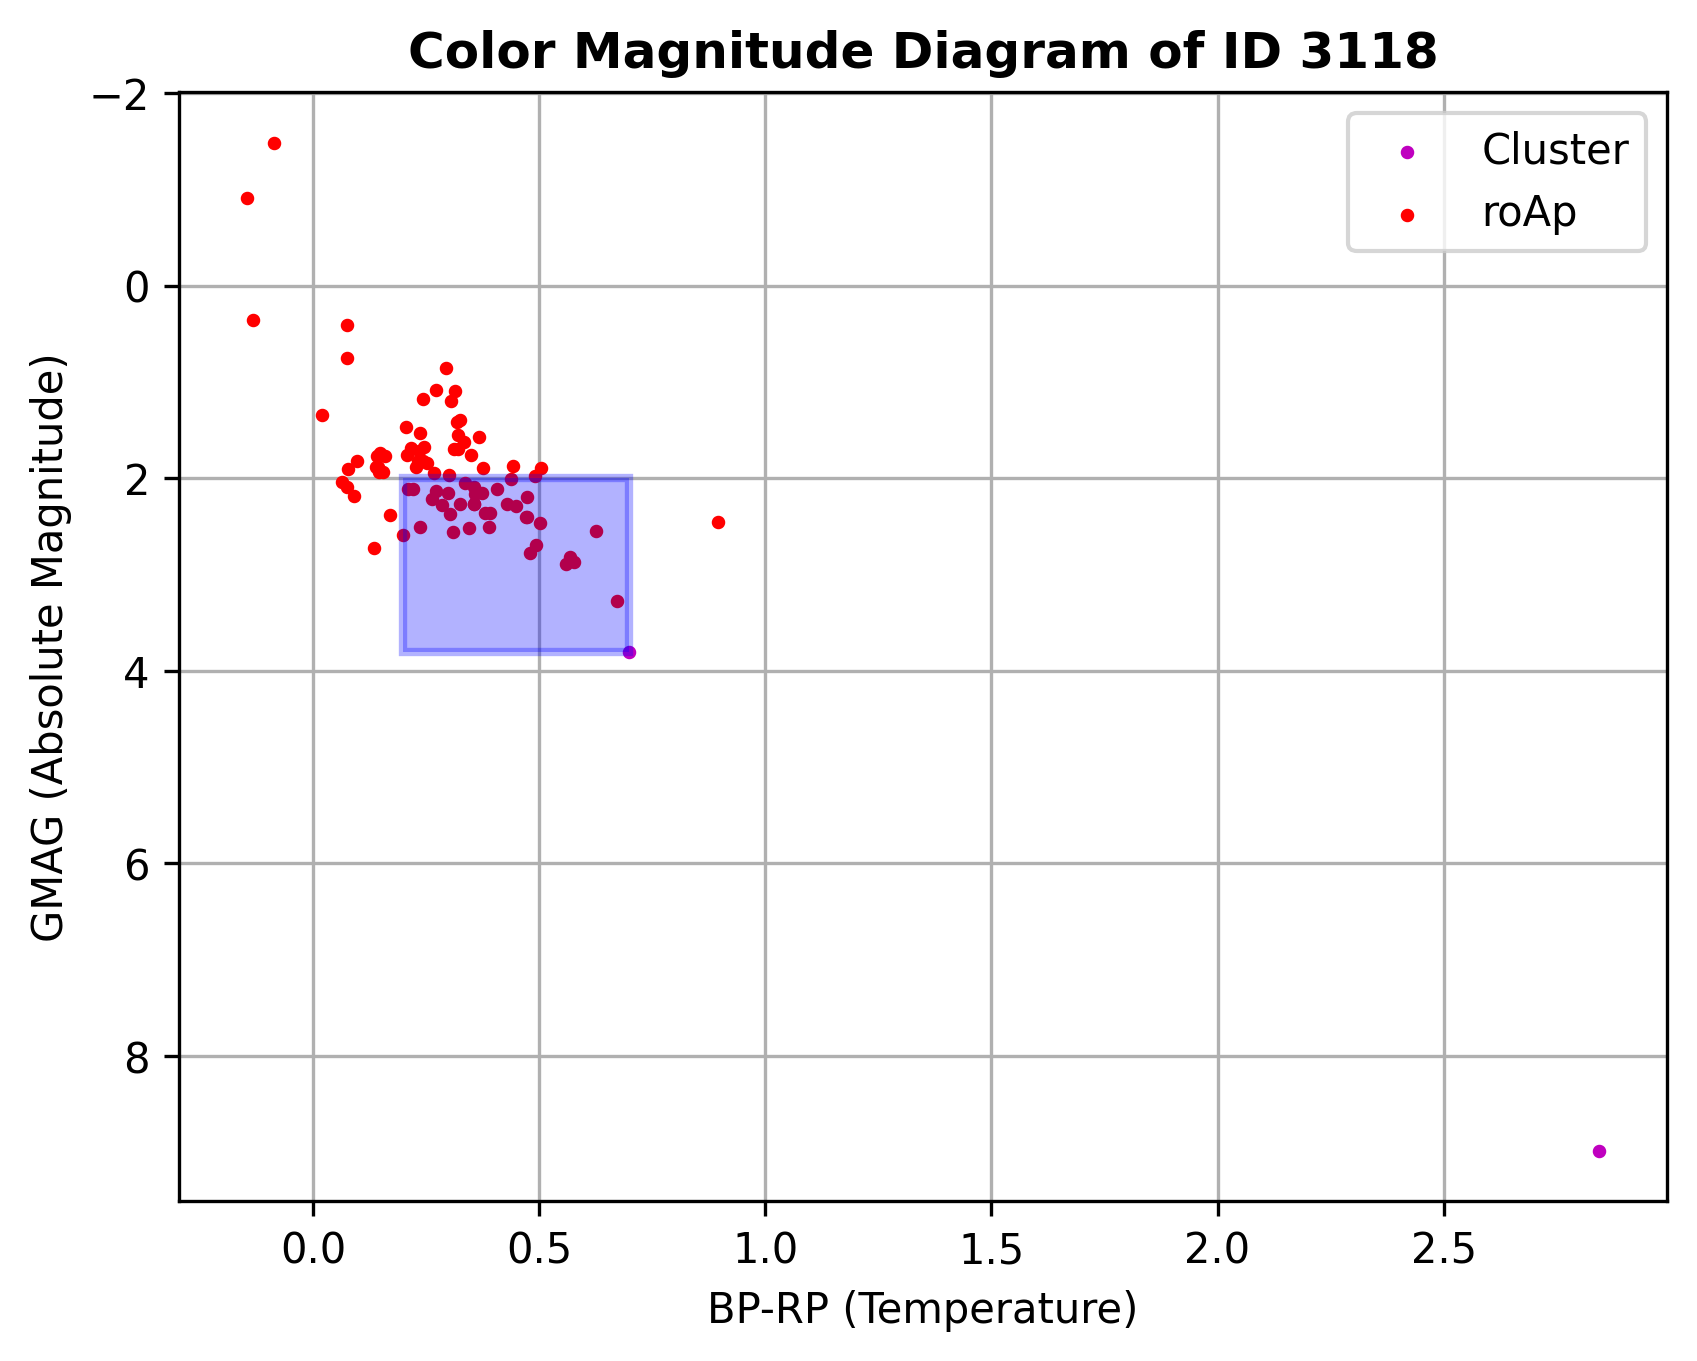 Color Magnitude Diagram of ID 3118
Cluster
roAp
−2
0
2
4
6
8
GMAG (Absolute Magnitude)
0.0 0.5 1.0 1.5 2.0 2.5
BP-RP (Temperature)